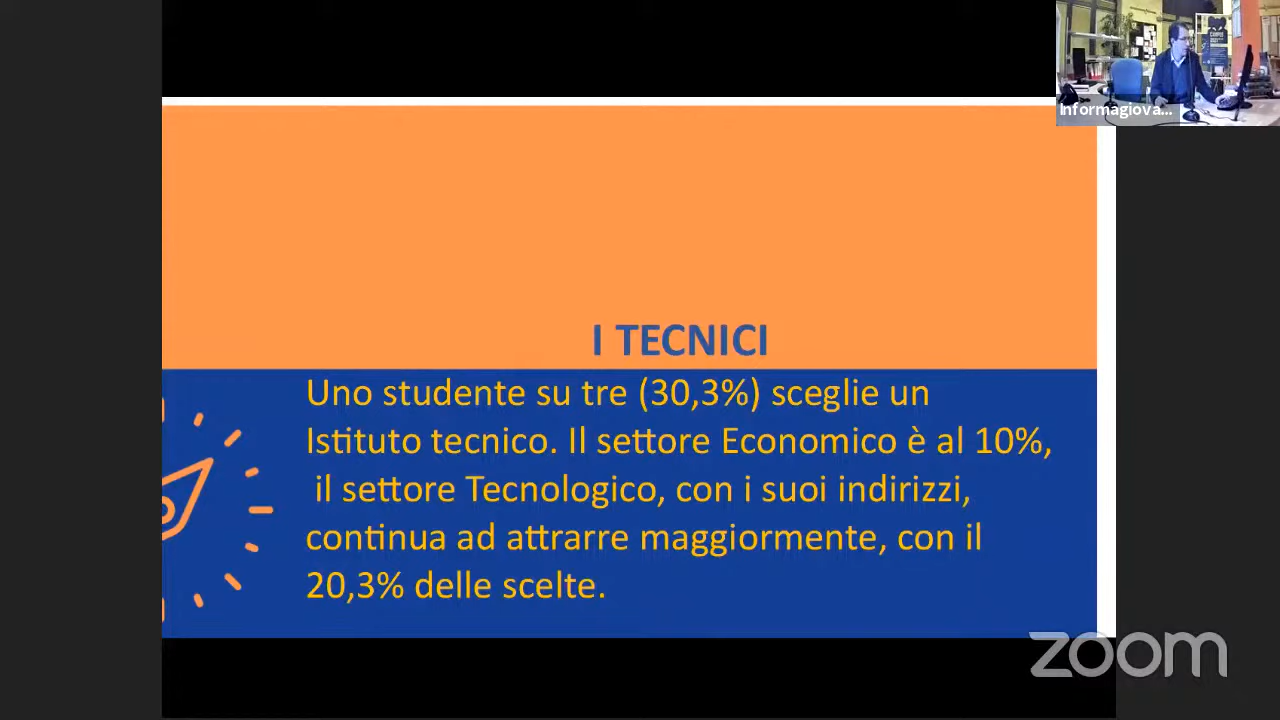 Informagiova...
I TECNICI
Uno studente su tre (30,3%) sceglie un
Istituto tecnico. Il settore Economico è al 10%,
il settore Tecnologico, con i suoi indirizzi,
continua ad attrarre maggiormente, con il
20,3% delle scelte.
zoom